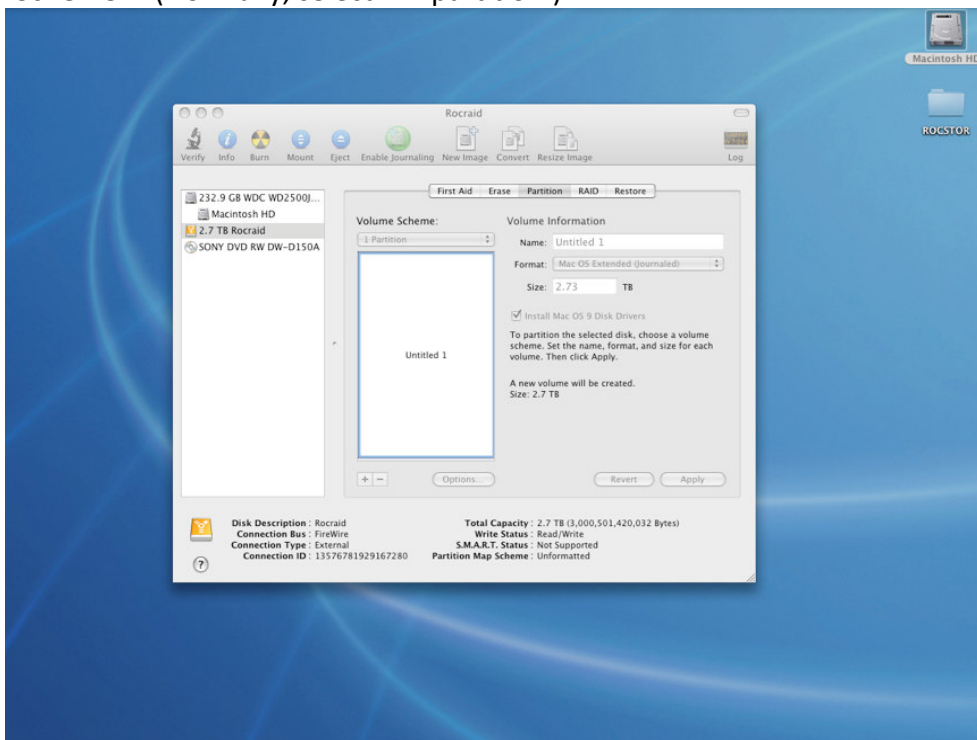 Macintosh HD
ROCSTOR
Rocraid
Verify Info Burn Mount Eject Enable Journaling New Image Convert Resize Image Log
First Aid Erase Partition RAID Restore
232.9 GB WDC WD2500J...
Macintosh HD
2.7 TB Rocraid
SONY DVD RW DW-D150A
Volume Scheme:
1 Partition
Untitled 1
+ − Options...
Volume Information
Name: Untitled 1
Format: Mac OS Extended (Journaled)
Size: 2.73 TB
Install Mac OS 9 Disk Drivers
To partition the selected disk, choose a volume
scheme. Set the name, format, and size for each
volume. Then click Apply.
A new volume will be created.
Size: 2.7 TB
Revert Apply
Disk Description : Rocraid
Connection Bus : FireWire
Connection Type : External
Connection ID : 13576781929167280
Total Capacity : 2.7 TB (3,000,501,420,032 Bytes)
Write Status : Read/Write
S.M.A.R.T. Status : Not Supported
Partition Map Scheme : Unformatted
?